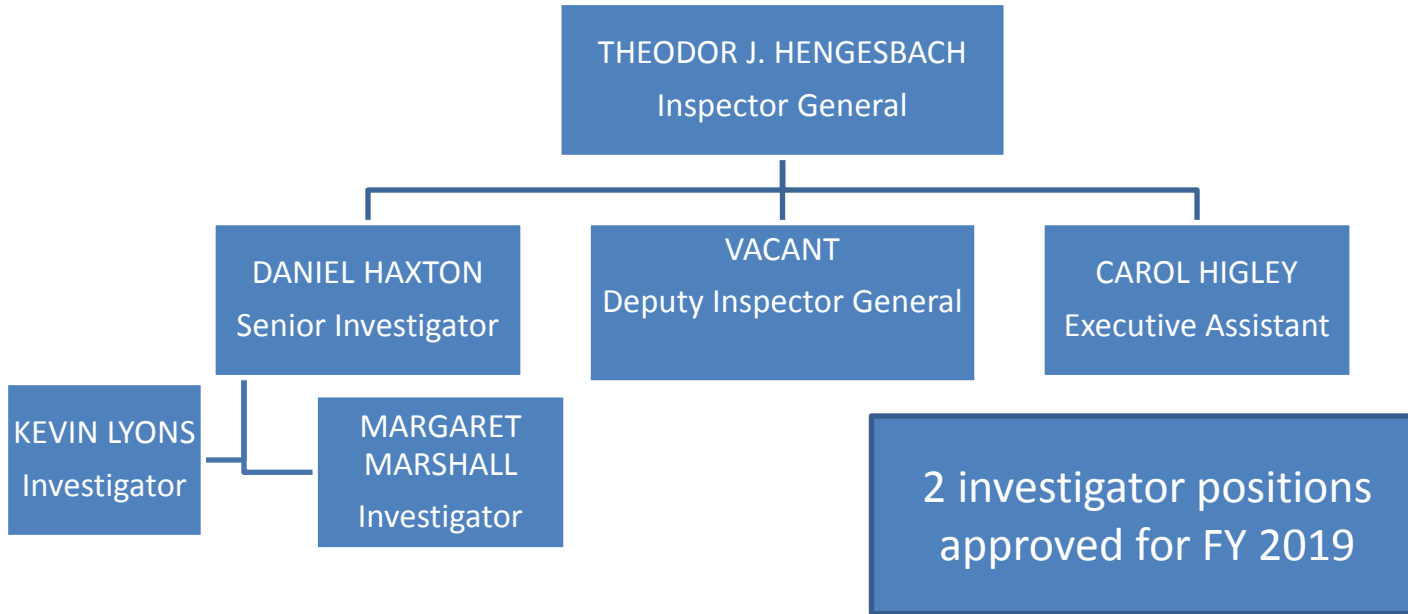 THEODOR J. HENGESBACH
Inspector General
DANIEL HAXTON
Senior Investigator
VACANT
Deputy Inspector General
CAROL HIGLEY
Executive Assistant
KEVIN LYONS
Investigator
MARGARET
MARSHALL
Investigator
2 investigator positions
approved for FY 2019